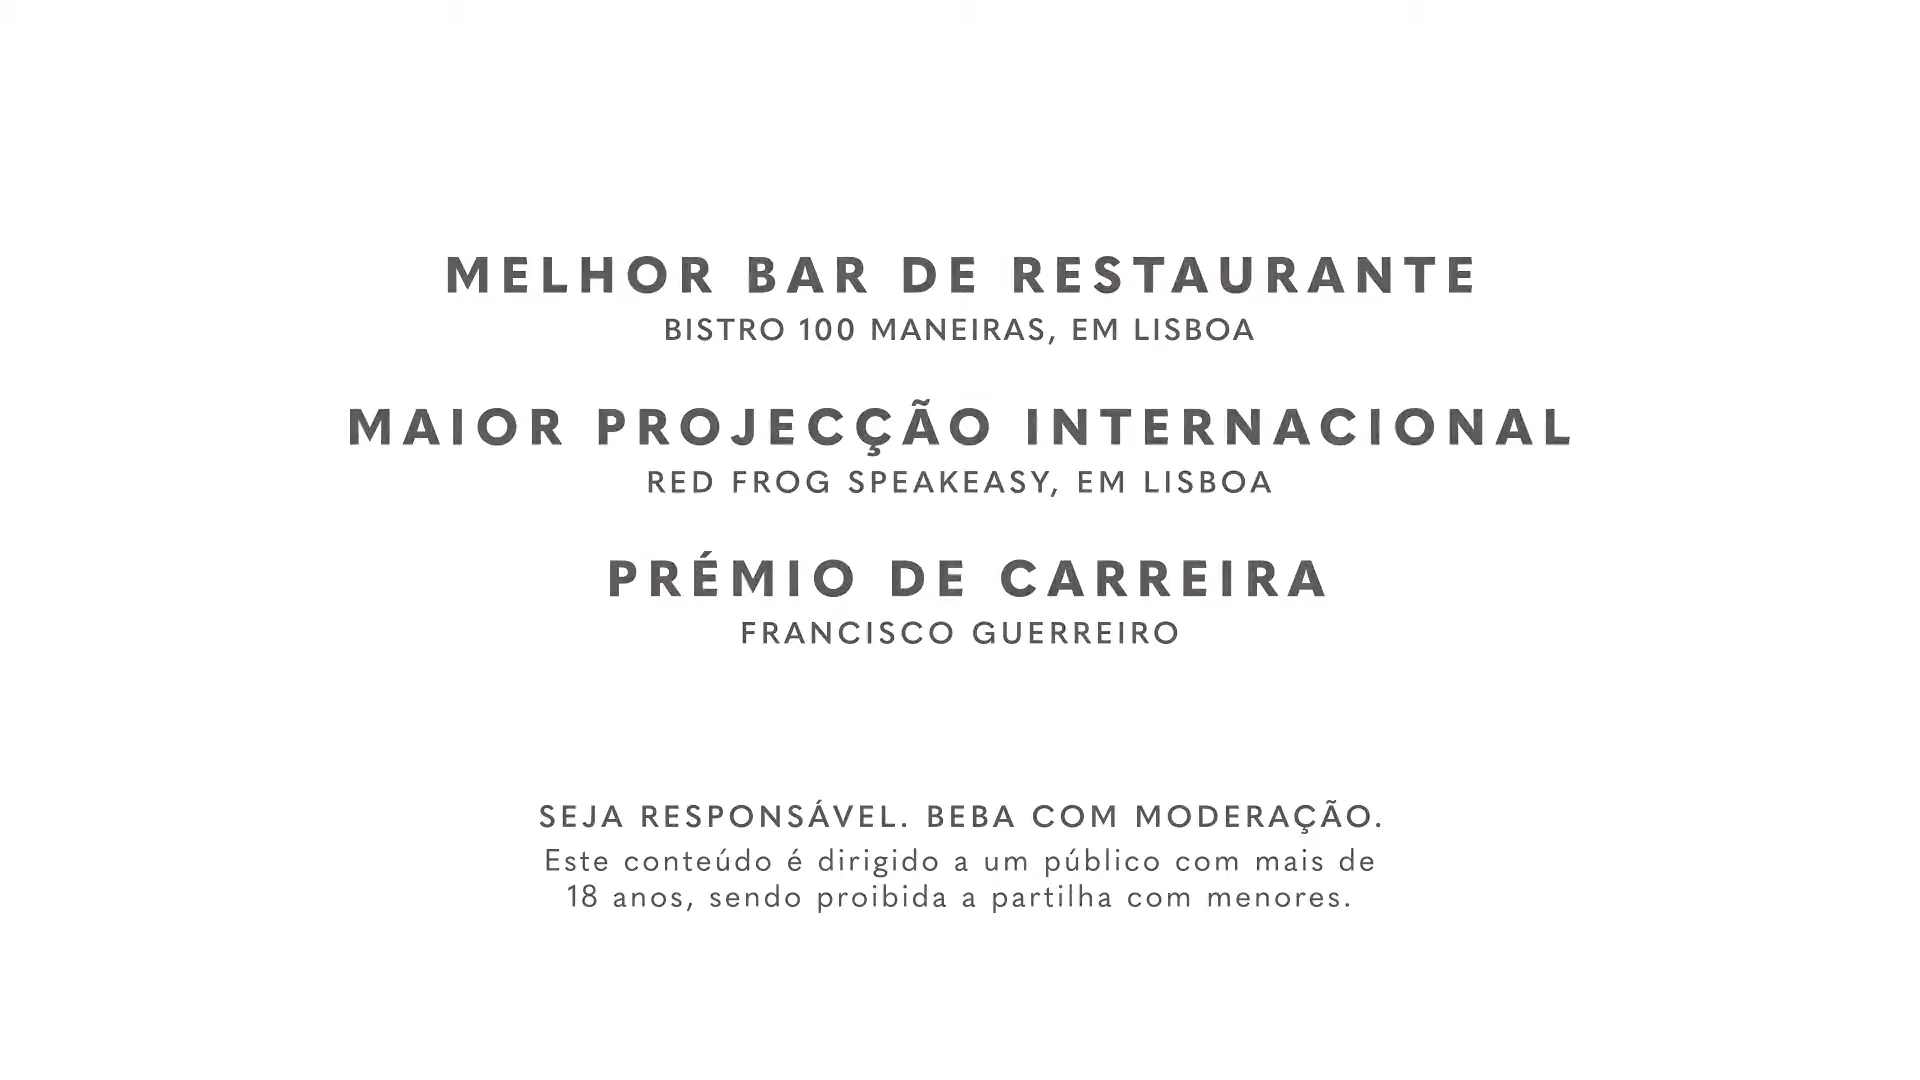 MELHOR BAR DE RESTAURANTE
BISTRO 100 MANEIRAS, EM LISBOA
MAIOR PROJECÇÃO INTERNACIONAL
RED FROG SPEAKEASY, EM LISBOA
PRÉMIO DE CARREIRA
FRANCISCO GUERREIRO
SEJA RESPONSÁVEL. BEBA COM MODERAÇÃO.
Este conteúdo é dirigido a um público com mais de
18 anos, sendo proibida a partilha com menores.